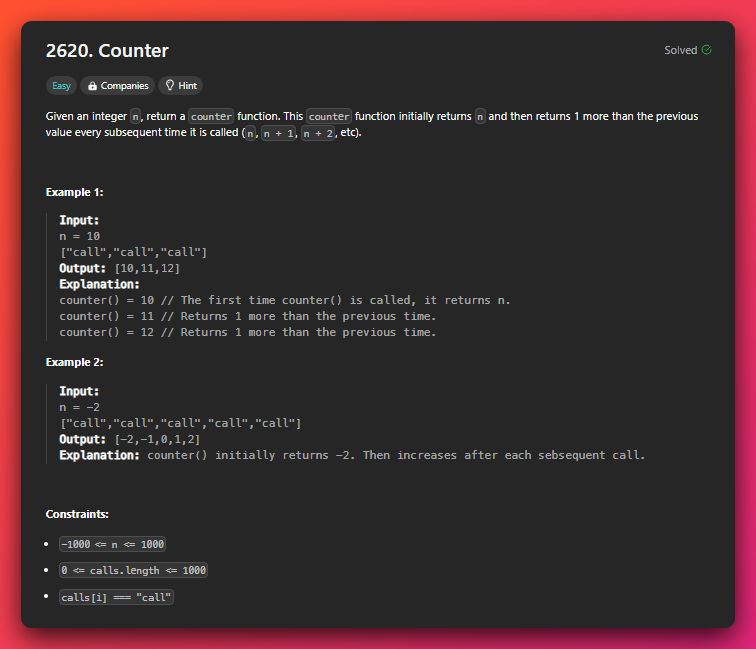 2620. Counter
Solved
Easy Companies Hint
Given an integer n, return a counter function. This counter function initially returns n and then returns 1 more than the previous
value every subsequent time it is called (n, n + 1, n + 2, etc).
Example 1:
Input:
n = 10
["call","call","call"]
Output: [10,11,12]
Explanation:
counter() = 10 // The first time counter() is called, it returns n.
counter() = 11 // Returns 1 more than the previous time.
counter() = 12 // Returns 1 more than the previous time.
Example 2:
Input:
n = -2
["call","call","call","call","call"]
Output: [-2,-1,0,1,2]
Explanation: counter() initially returns -2. Then increases after each sebsequent call.
Constraints:
• -1000 <= n <= 1000
• 0 <= calls.length <= 1000
• calls[i] === "call"